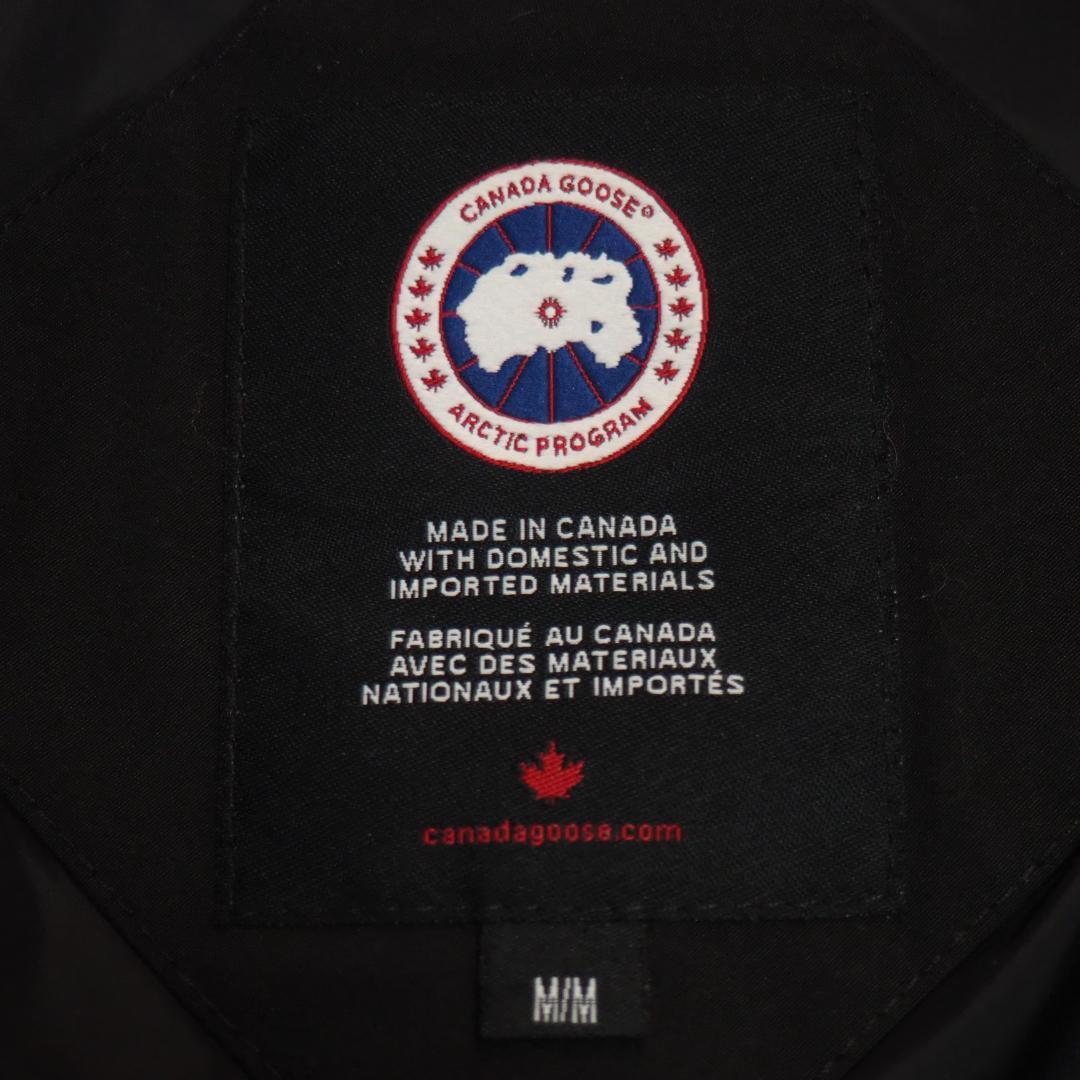 CANADA GOOSE®
ARCTIC PROGRAM
MADE IN CANADA
WITH DOMESTIC AND
IMPORTED MATERIALS
FABRIQUÉ AU CANADA
AVEC DES MATERIAUX
NATIONAUX ET IMPORTÉS
canadagoose.com
M/M